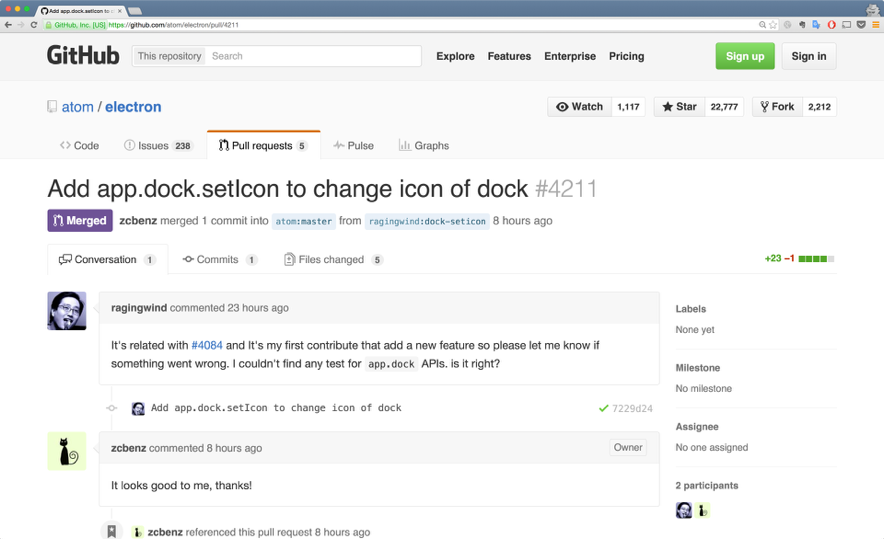 Add app.dock.setIcon to c
GitHub, Inc. [US] https://github.com/atom/electron/pull/4211
GitHub This repository Search Explore Features Enterprise Pricing Sign up Sign in
atom / electron Watch 1,117 Star 22,777 Fork 2,212
Code Issues 238 Pull requests 5 Pulse Graphs
Add app.dock.setIcon to change icon of dock #4211
Merged zcbenz merged 1 commit into atom:master from ragingwind:dock-seticon 8 hours ago
Conversation 1 Commits 1 Files changed 5 +23 −1
ragingwind commented 23 hours ago
It's related with #4084 and It's my first contribute that add a new feature so please let me know if
something went wrong. I couldn't find any test for app.dock APIs. is it right?
Add app.dock.setIcon to change icon of dock 7229d24
zcbenz commented 8 hours ago Owner
It looks good to me, thanks!
zcbenz referenced this pull request 8 hours ago
Labels
None yet
Milestone
No milestone
Assignee
No one assigned
2 participants